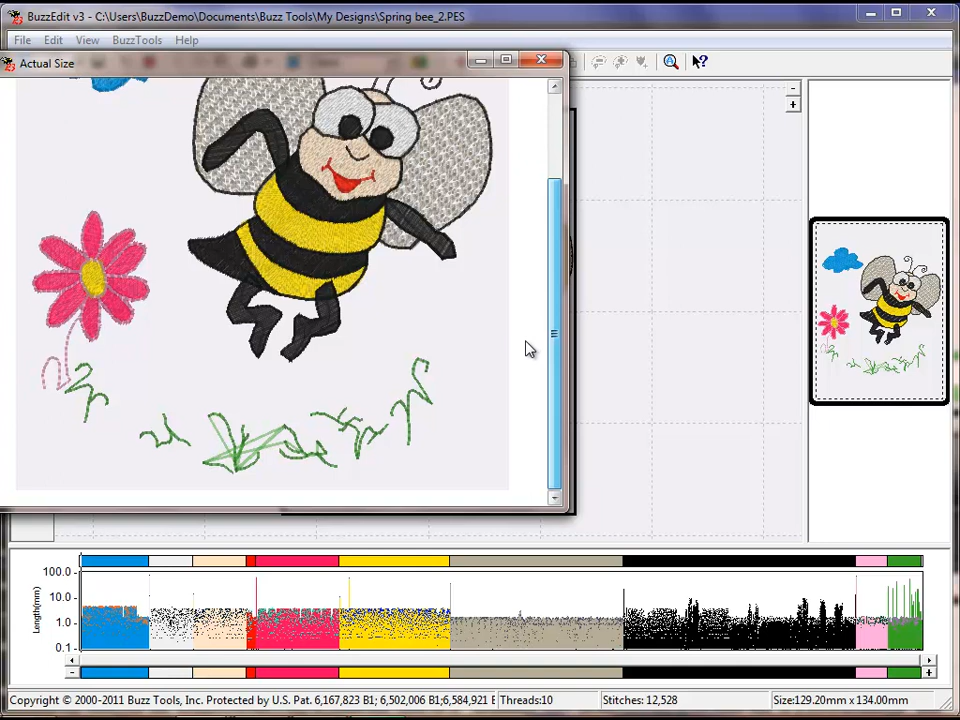 BuzzEdit v3 - C:\Users\BuzzDemo\Documents\Buzz Tools\My Designs\Spring bee_2.PES
File Edit View BuzzTools Help
Actual Size
Length(mm)
100.0
10.0
1.0
0.1
Copyright © 2000-2011 Buzz Tools, Inc. Protected by U.S. Pat. 6,167,823 B1; 6,502,006 B1;6,584,921 E
Threads:10
Stitches: 12,528
Size:129.20mm x 134.00mm